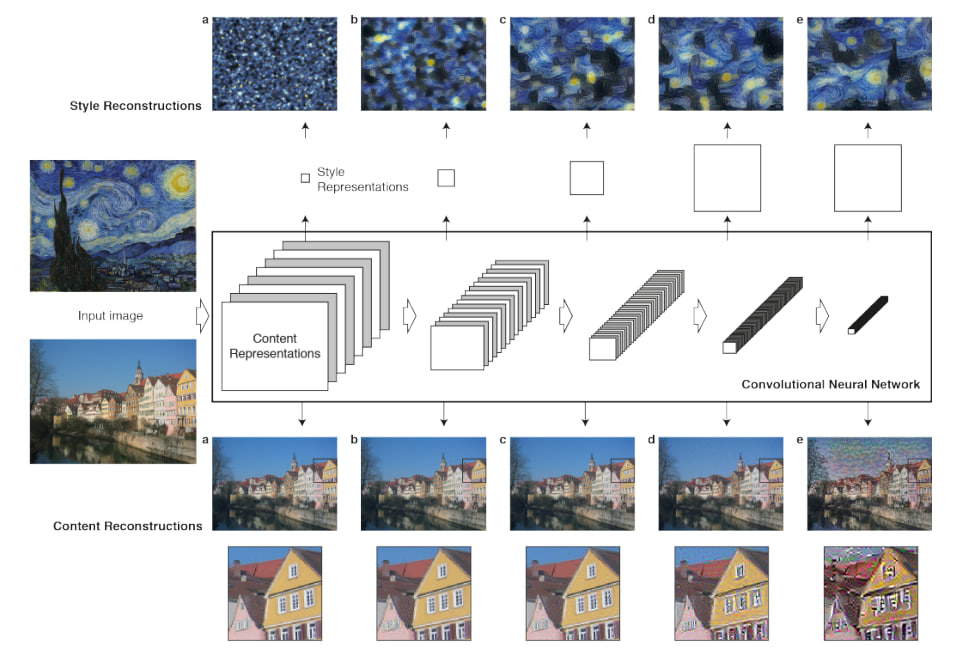 a b c d e
Style Reconstructions
Style
Representations
Input image
Content
Representations
Convolutional Neural Network
a b c d e
Content Reconstructions